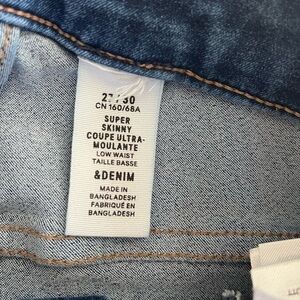 27/30
CN 160/68A
SUPER
SKINNY
COUPE ULTRA-
MOULANTE
LOW WAIST
TAILLE BASSE
&DENIM
MADE IN
BANGLADESH
FABRIQUÉ EN
BANGLADESH